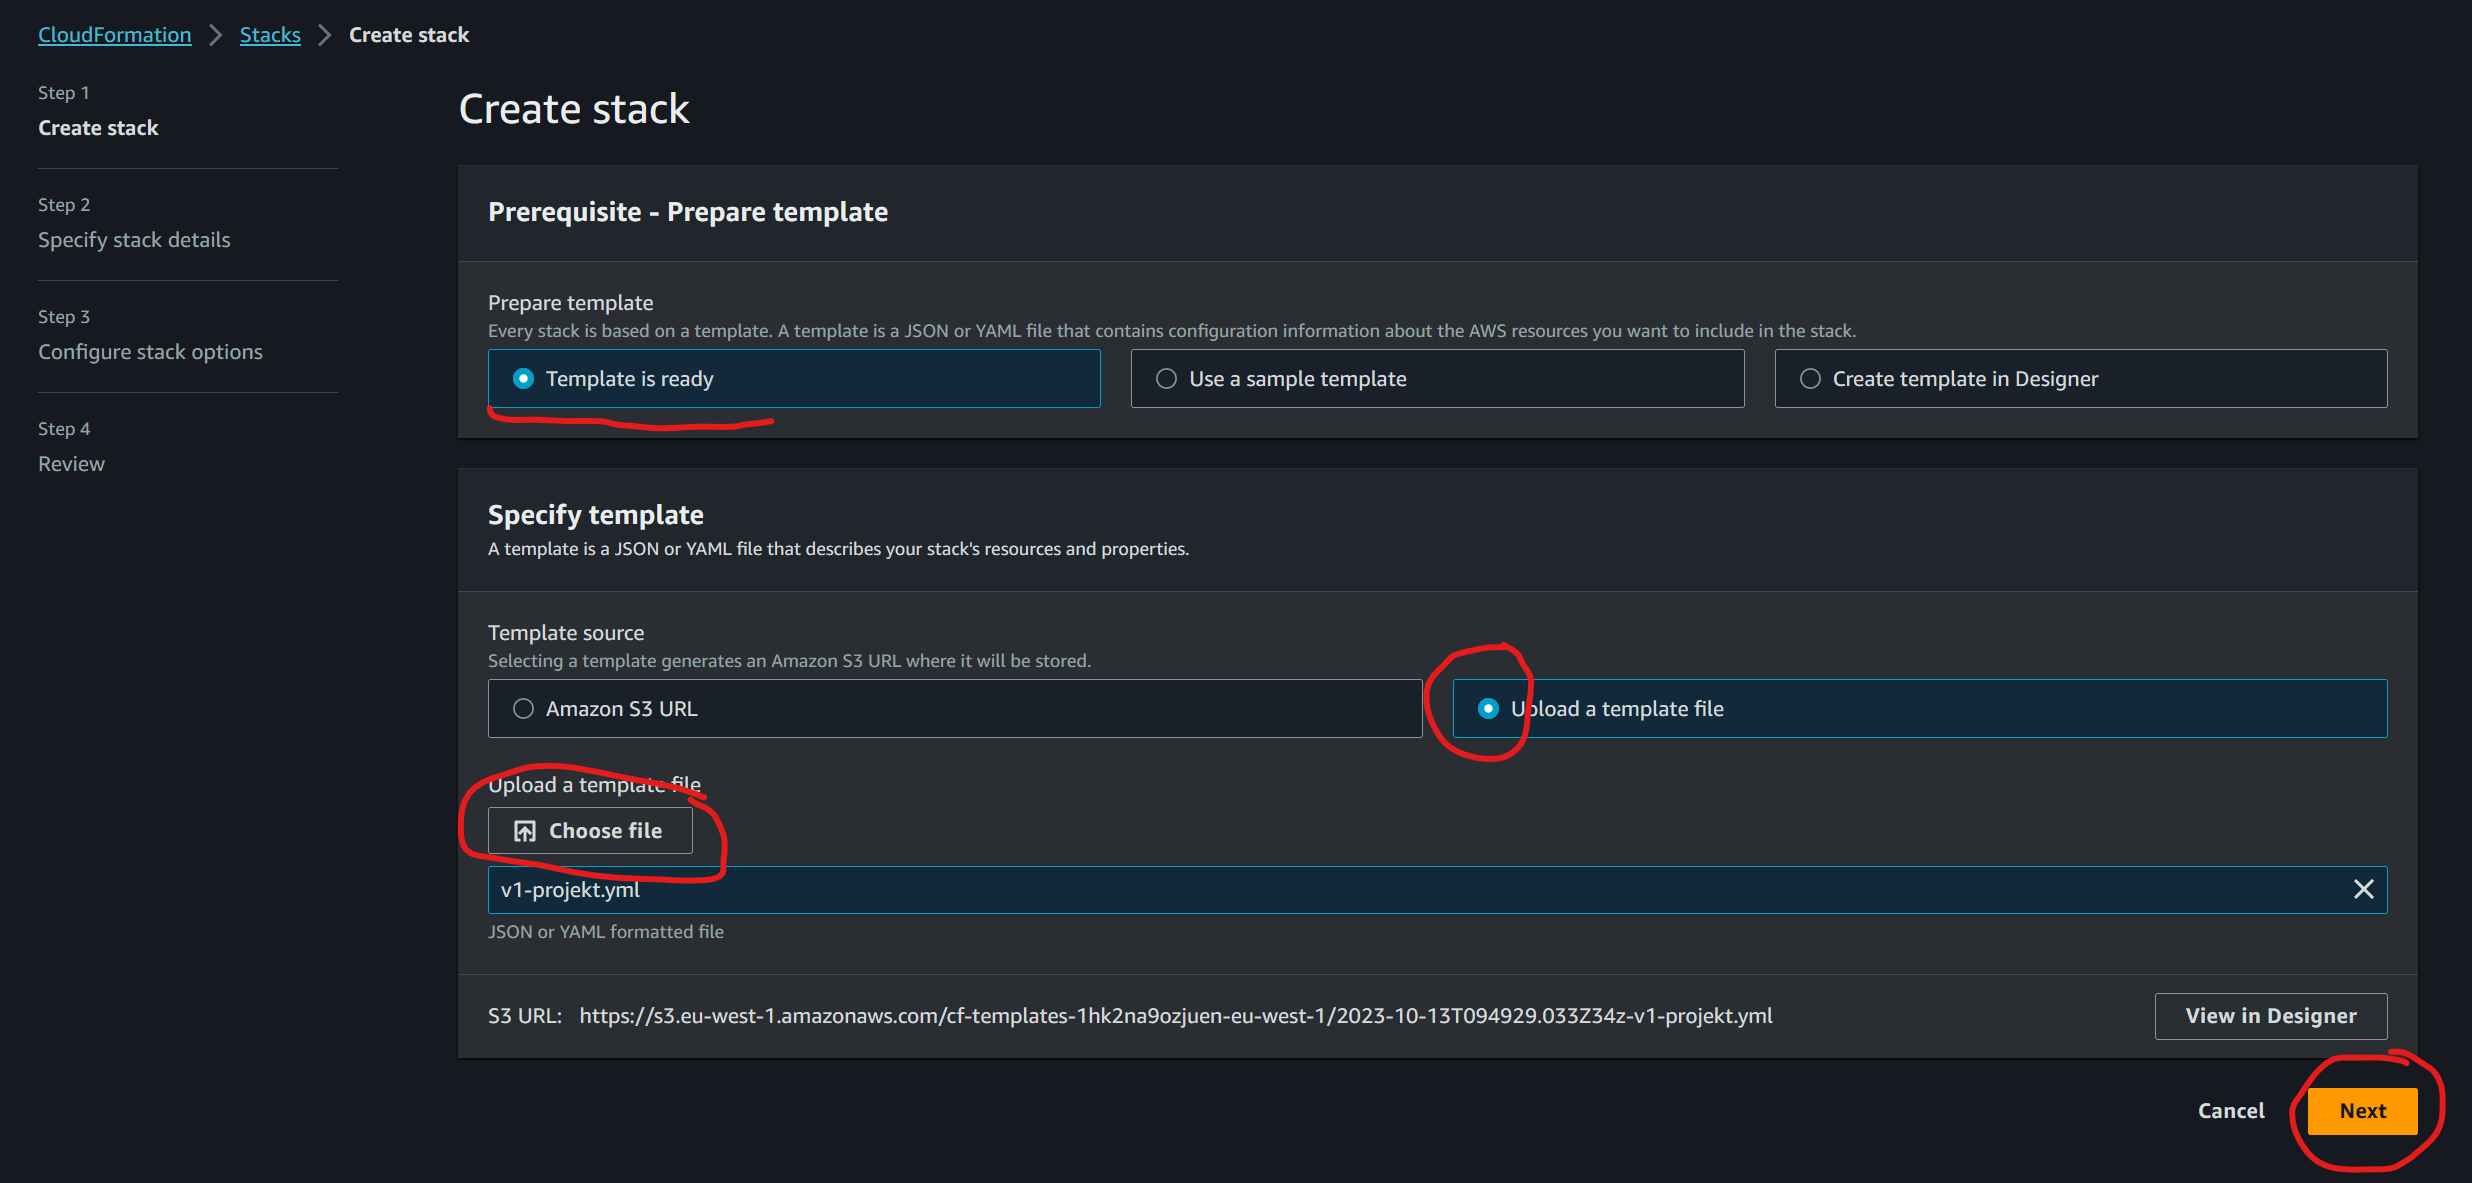 CloudFormation > Stacks > Create stack
Step 1
Create stack
Step 2
Specify stack details
Step 3
Configure stack options
Step 4
Review
Create stack
Prerequisite - Prepare template
Prepare template
Every stack is based on a template. A template is a JSON or YAML file that contains configuration information about the AWS resources you want to include in the stack.
Template is ready
Use a sample template
Create template in Designer
Specify template
A template is a JSON or YAML file that describes your stack's resources and properties.
Template source
Selecting a template generates an Amazon S3 URL where it will be stored.
Amazon S3 URL
Upload a template file
Upload a template file
Choose file
v1-projekt.yml
JSON or YAML formatted file
S3 URL: https://s3.eu-west-1.amazonaws.com/cf-templates-1hk2na9ozjuen-eu-west-1/2023-10-13T094929.033Z34z-v1-projekt.yml
View in Designer
Cancel
Next